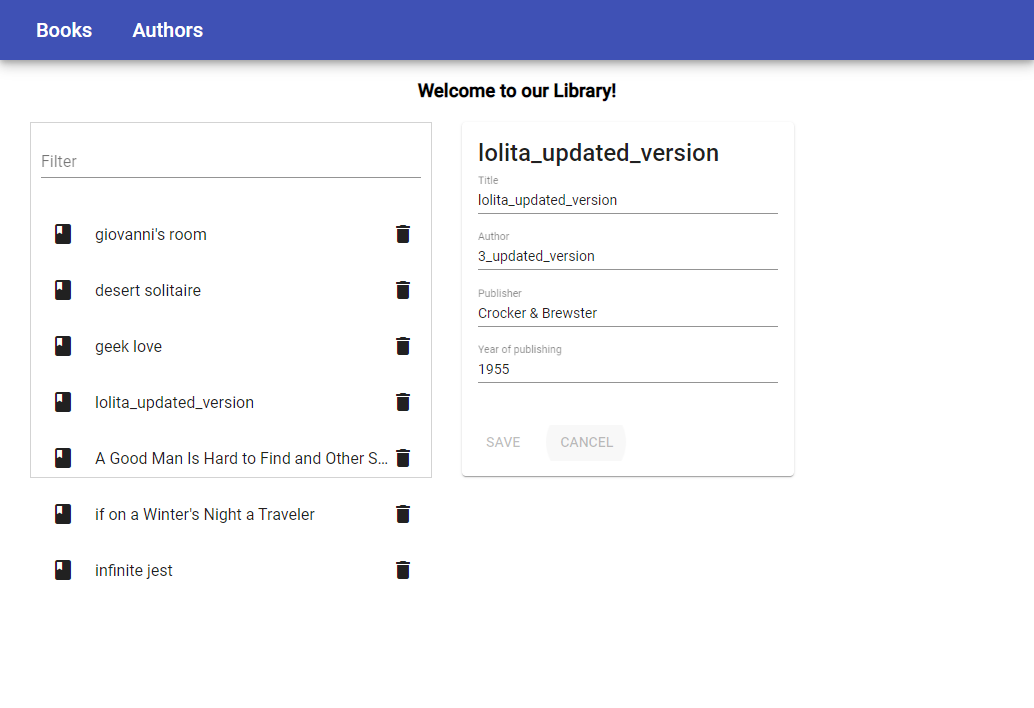 Books Authors
Welcome to our Library!
Filter
giovanni's room
desert solitaire
geek love
lolita_updated_version
A Good Man Is Hard to Find and Other S...
if on a Winter's Night a Traveler
infinite jest
lolita_updated_version
Title
lolita_updated_version
Author
3_updated_version
Publisher
Crocker & Brewster
Year of publishing
1955
SAVE CANCEL